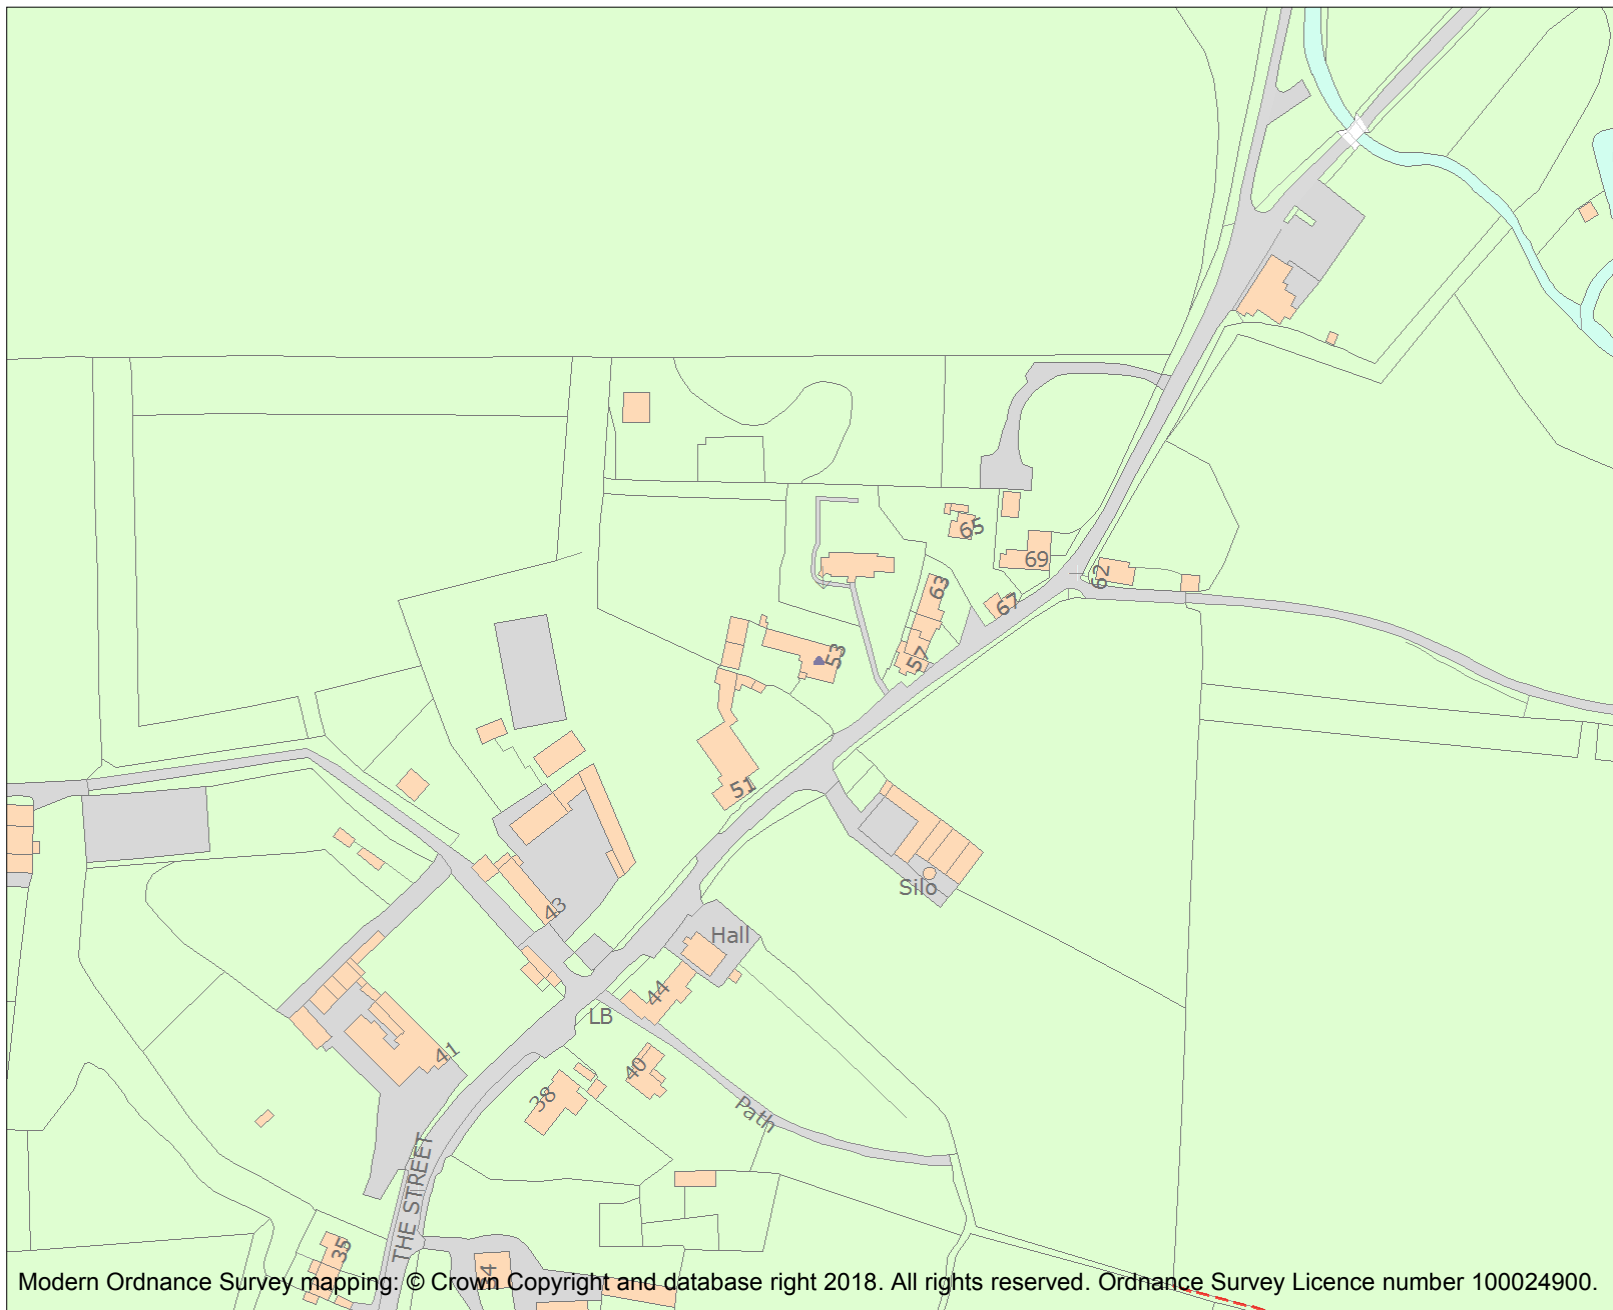 65
69
62
63
67
57
53
51
Silo
43
Hall
44
LB
41
40
38
Path
THE STREET
35
34
Modern Ordnance Survey mapping: © Crown Copyright and database right 2018. All rights reserved. Ordnance Survey Licence number 100024900.